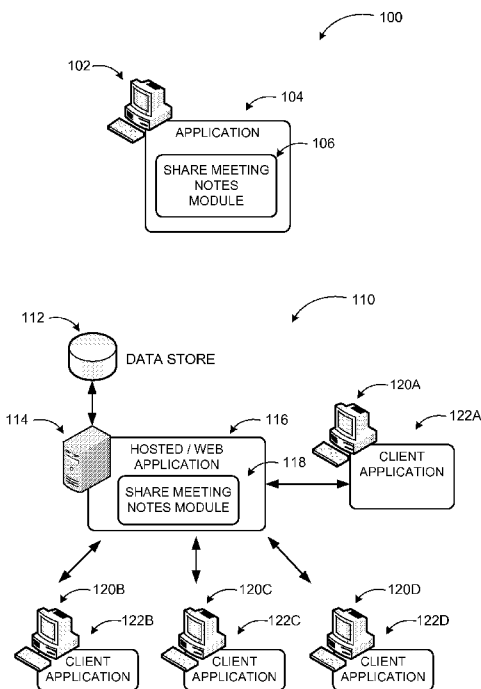 100
102
104
APPLICATION
106
SHARE MEETING
NOTES
MODULE
110
112
DATA STORE
120A
114
116
122A
HOSTED / WEB
APPLICATION
118
CLIENT
APPLICATION
SHARE MEETING
NOTES MODULE
120B
120C
120D
122B
122C
122D
CLIENT
APPLICATION
CLIENT
APPLICATION
CLIENT
APPLICATION